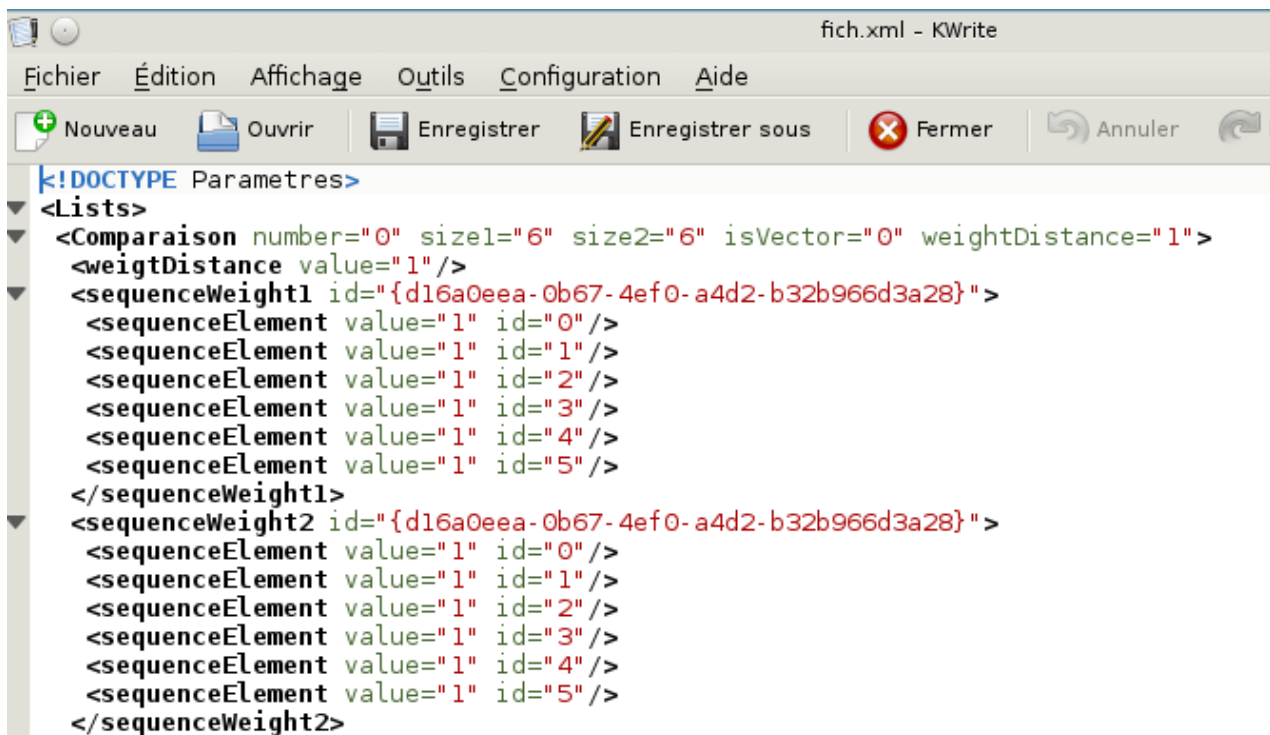 fich.xml – KWrite
Fichier Édition Affichage Outils Configuration Aide
Nouveau Ouvrir Enregistrer Enregistrer sous Fermer Annuler
<!DOCTYPE Parametres>
<Lists>
<Comparaison number="0" size1="6" size2="6" isVector="0" weightDistance="1">
<weigtDistance value="1"/>
<sequenceWeight1 id="{d16a0eea-0b67-4ef0-a4d2-b32b966d3a28}">
<sequenceElement value="1" id="0"/>
<sequenceElement value="1" id="1"/>
<sequenceElement value="1" id="2"/>
<sequenceElement value="1" id="3"/>
<sequenceElement value="1" id="4"/>
<sequenceElement value="1" id="5"/>
</sequenceWeight1>
<sequenceWeight2 id="{d16a0eea-0b67-4ef0-a4d2-b32b966d3a28}">
<sequenceElement value="1" id="0"/>
<sequenceElement value="1" id="1"/>
<sequenceElement value="1" id="2"/>
<sequenceElement value="1" id="3"/>
<sequenceElement value="1" id="4"/>
<sequenceElement value="1" id="5"/>
</sequenceWeight2>